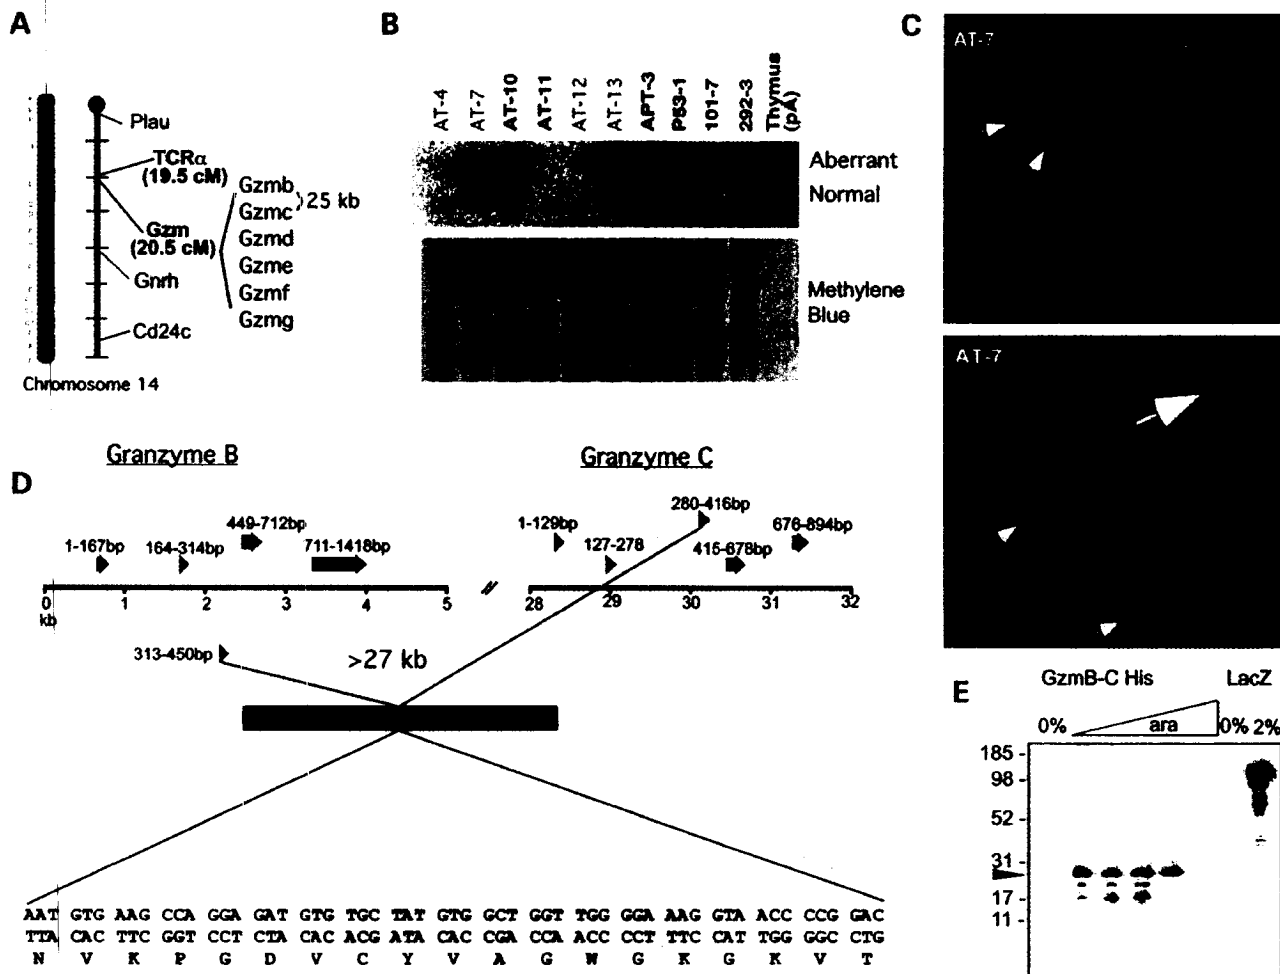 A
Plau
TCRα
(19.5 cM)
Gzm
(20.5 cM)
Gnrh
Cd24c
Gzmb
Gzmc
Gzmd
Gzme
Gzmf
Gzmg
25 kb
Chromosome 14
B
AT-4
AT-7
AT-10
AT-11
AT-12
AT-13
APT-3
P53-1
101-7
292-3
Thymus
(pA)
Aberrant
Normal
Methylene
Blue
C
AT-7
AT-7
D
Granzyme B
Granzyme C
1-167bp
164-314bp
449-712bp
711-1418bp
1-129bp
127-278
280-416bp
415-678bp
676-894bp
0 1 2 3 4 5 // 28 29 30 31 32
kb
313-450bp
>27 kb
AAT GTG AAG CCA GGA GAT GTG TGC TAT GTG GCT GGT TGG GGA AAG GTA ACC CCG GAC
TTA CAC TTC GGT CCT CTA CAC ACG ATA CAC CGA CCA ACC CCT TTC CAT TGG GGC CTG
N V K P G D V C Y V A G W G K G K V T
E
GzmB-C His
LacZ
0% ara 0% 2%
185 -
98 -
52 -
31 -
17 -
11 -